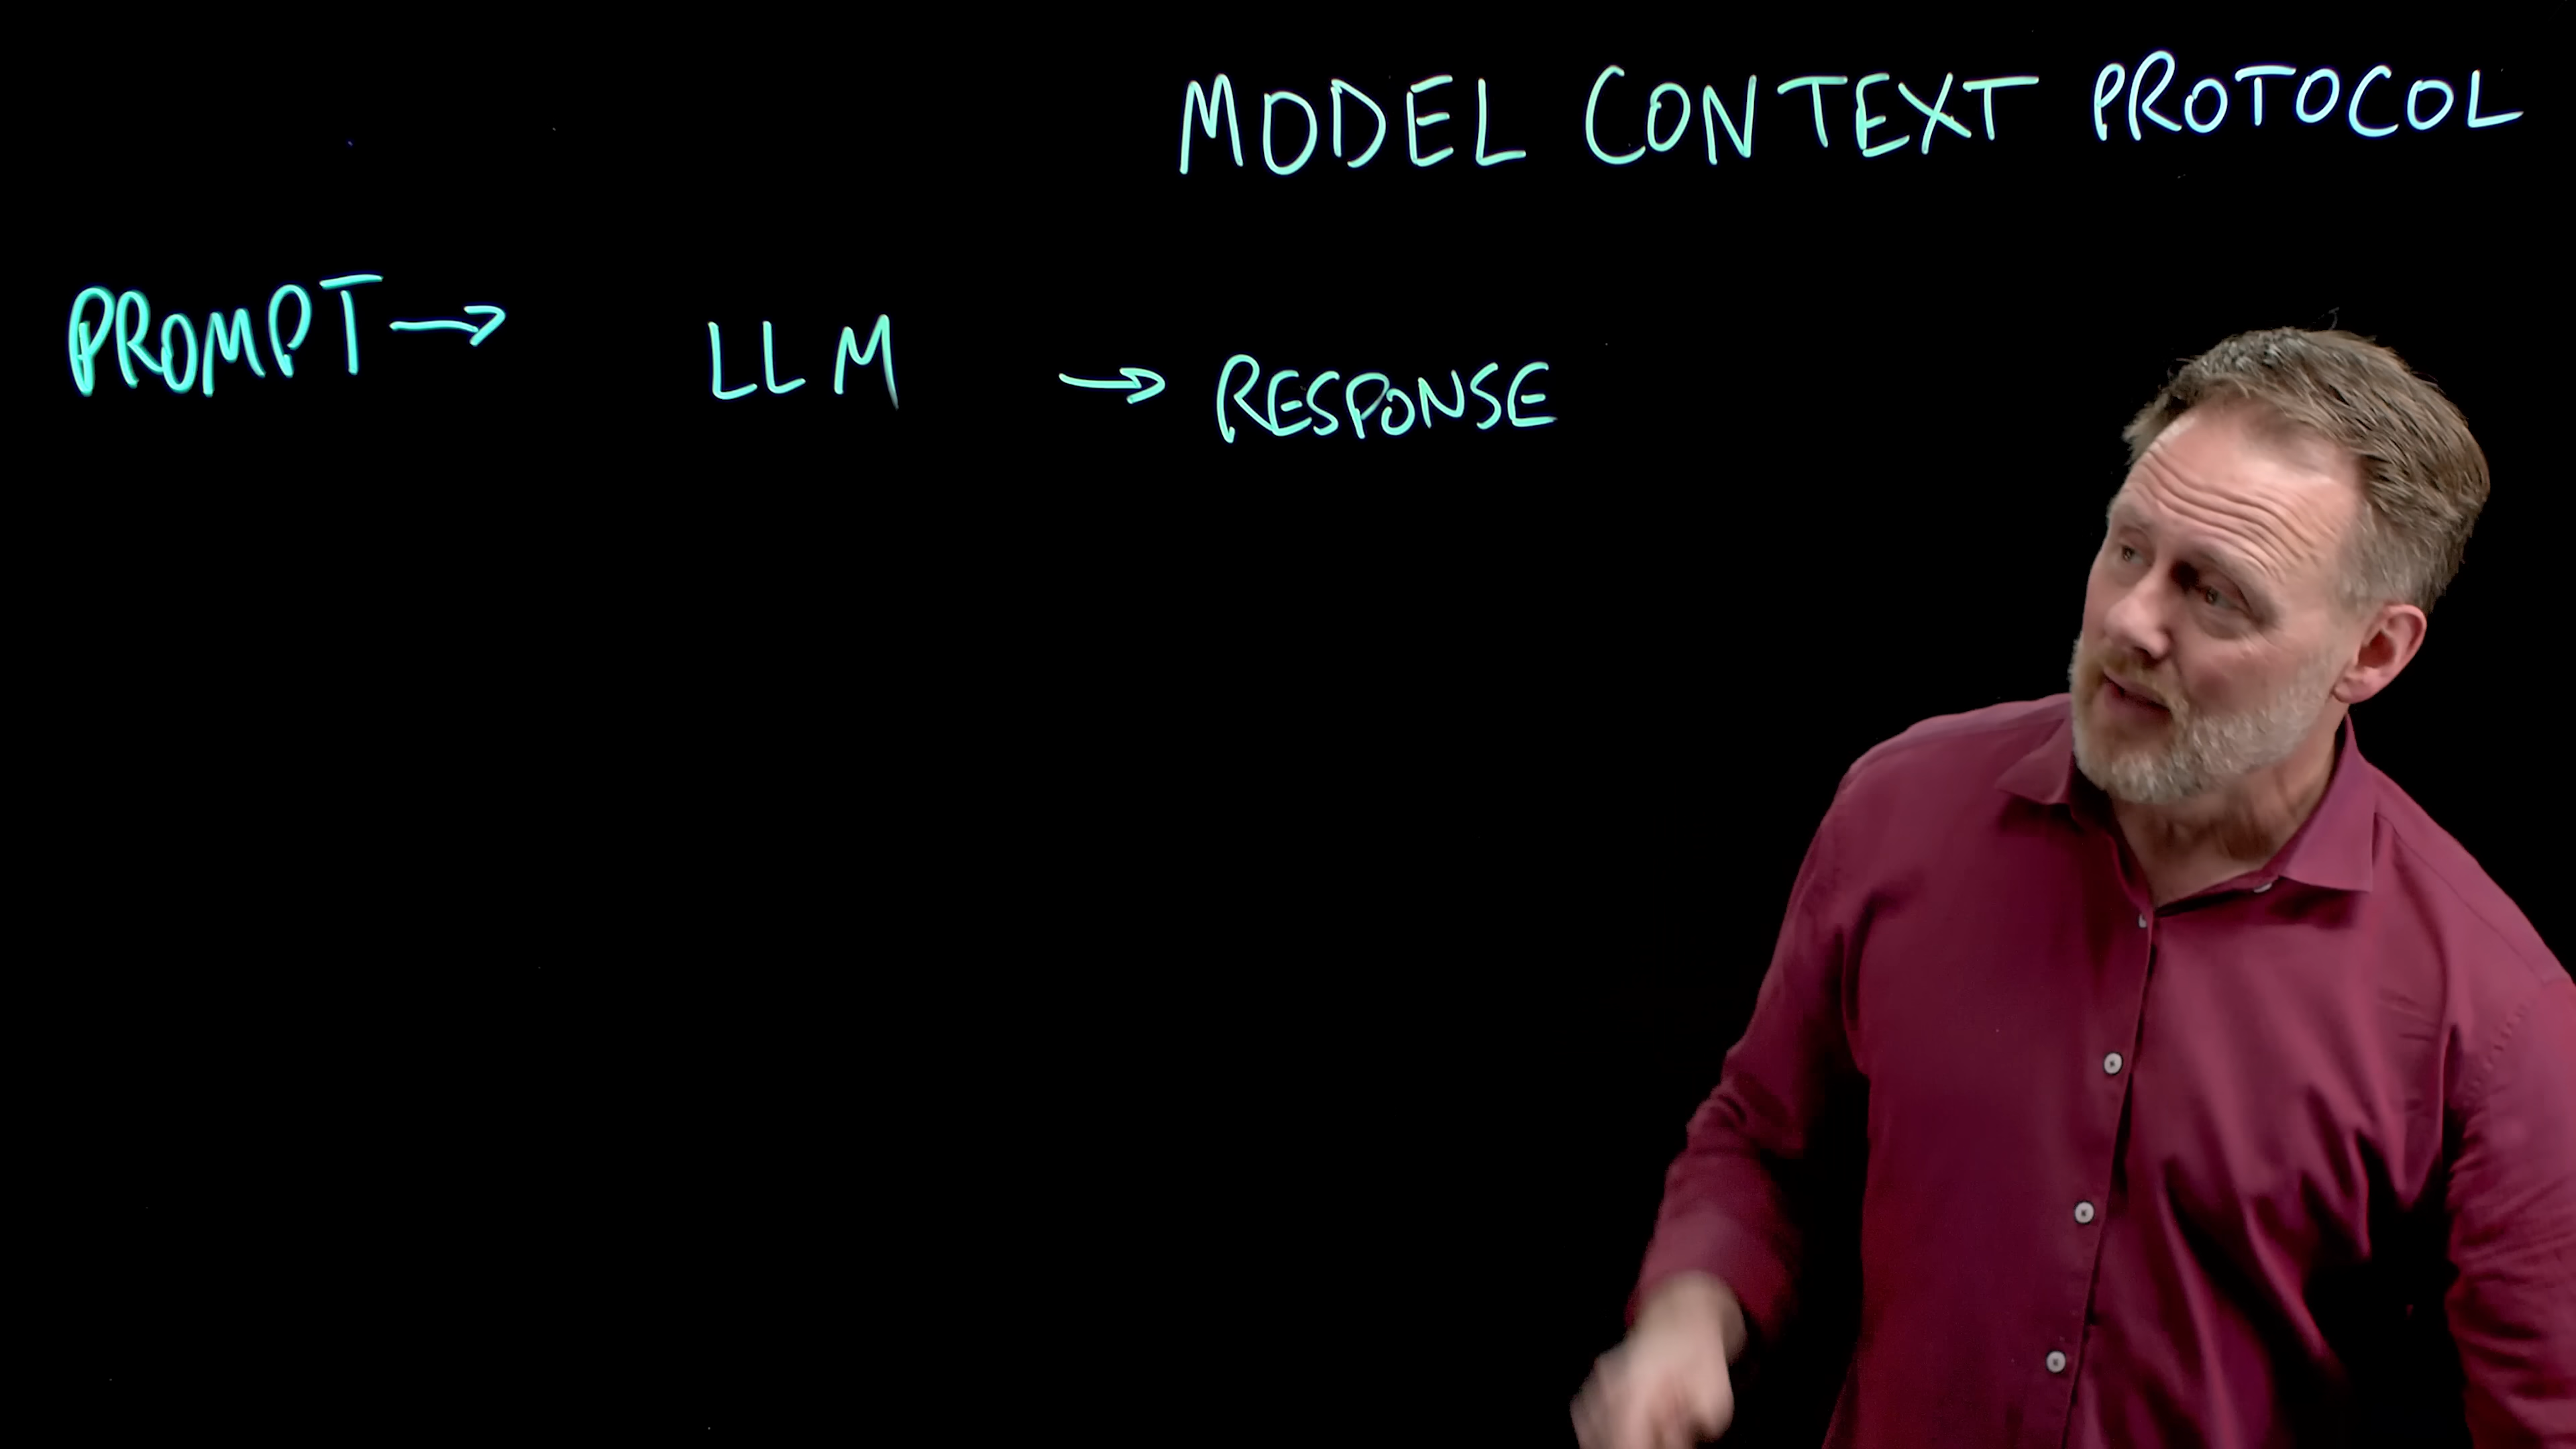 MODEL CONTEXT PROTOCOL
PROMPT → LLM → RESPONSE